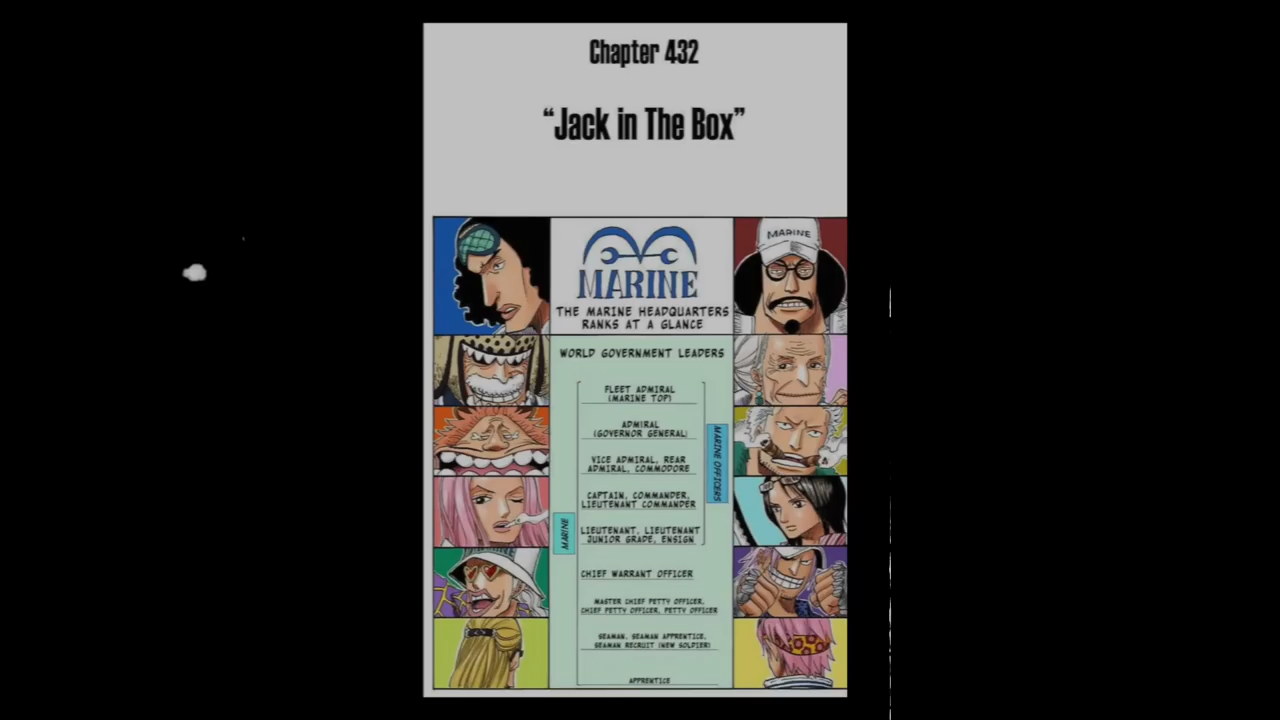 Chapter 432
“Jack in The Box”
MARINE
MARINE
THE MARINE HEADQUARTERS
RANKS AT A GLANCE
WORLD GOVERNMENT LEADERS
FLEET ADMIRAL
(MARINE TOP)
ADMIRAL
(GOVERNOR GENERAL)
VICE ADMIRAL, REAR
ADMIRAL, COMMODORE
MARINE OFFICERS
CAPTAIN, COMMANDER,
LIEUTENANT COMMANDER
LIEUTENANT, LIEUTENANT
JUNIOR GRADE, ENSIGN
MARINE
CHIEF WARRANT OFFICER
MASTER CHIEF PETTY OFFICER,
CHIEF PETTY OFFICER, PETTY OFFICER
SEAMAN, SEAMAN APPRENTICE,
SEAMAN RECRUIT (NEW SOLDIER)
APPRENTICE